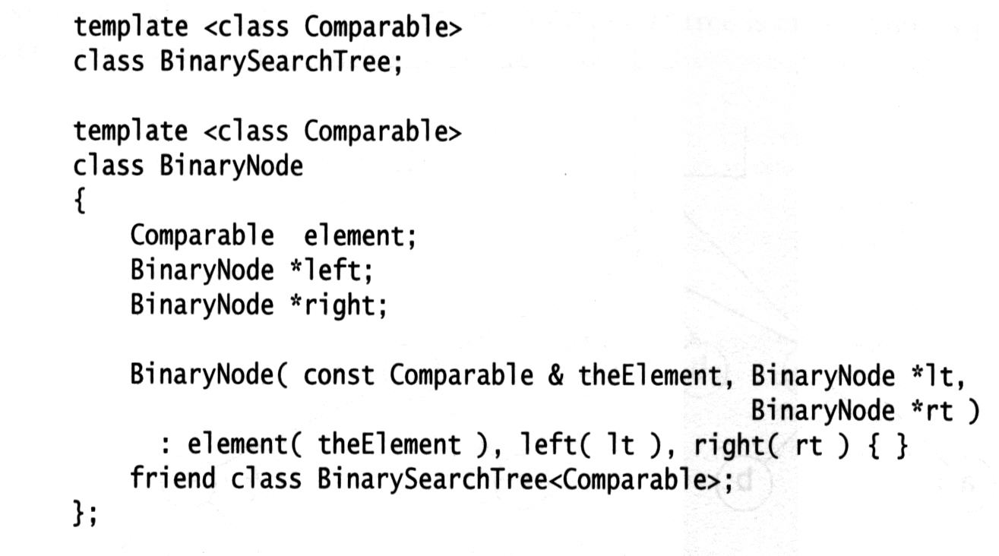 template <class Comparable>
class BinarySearchTree;

template <class Comparable>
class BinaryNode
{
    Comparable  element;
    BinaryNode *left;
    BinaryNode *right;

    BinaryNode( const Comparable & theElement, BinaryNode *lt,
                                               BinaryNode *rt )
      : element( theElement ), left( lt ), right( rt ) { }
    friend class BinarySearchTree<Comparable>;
};